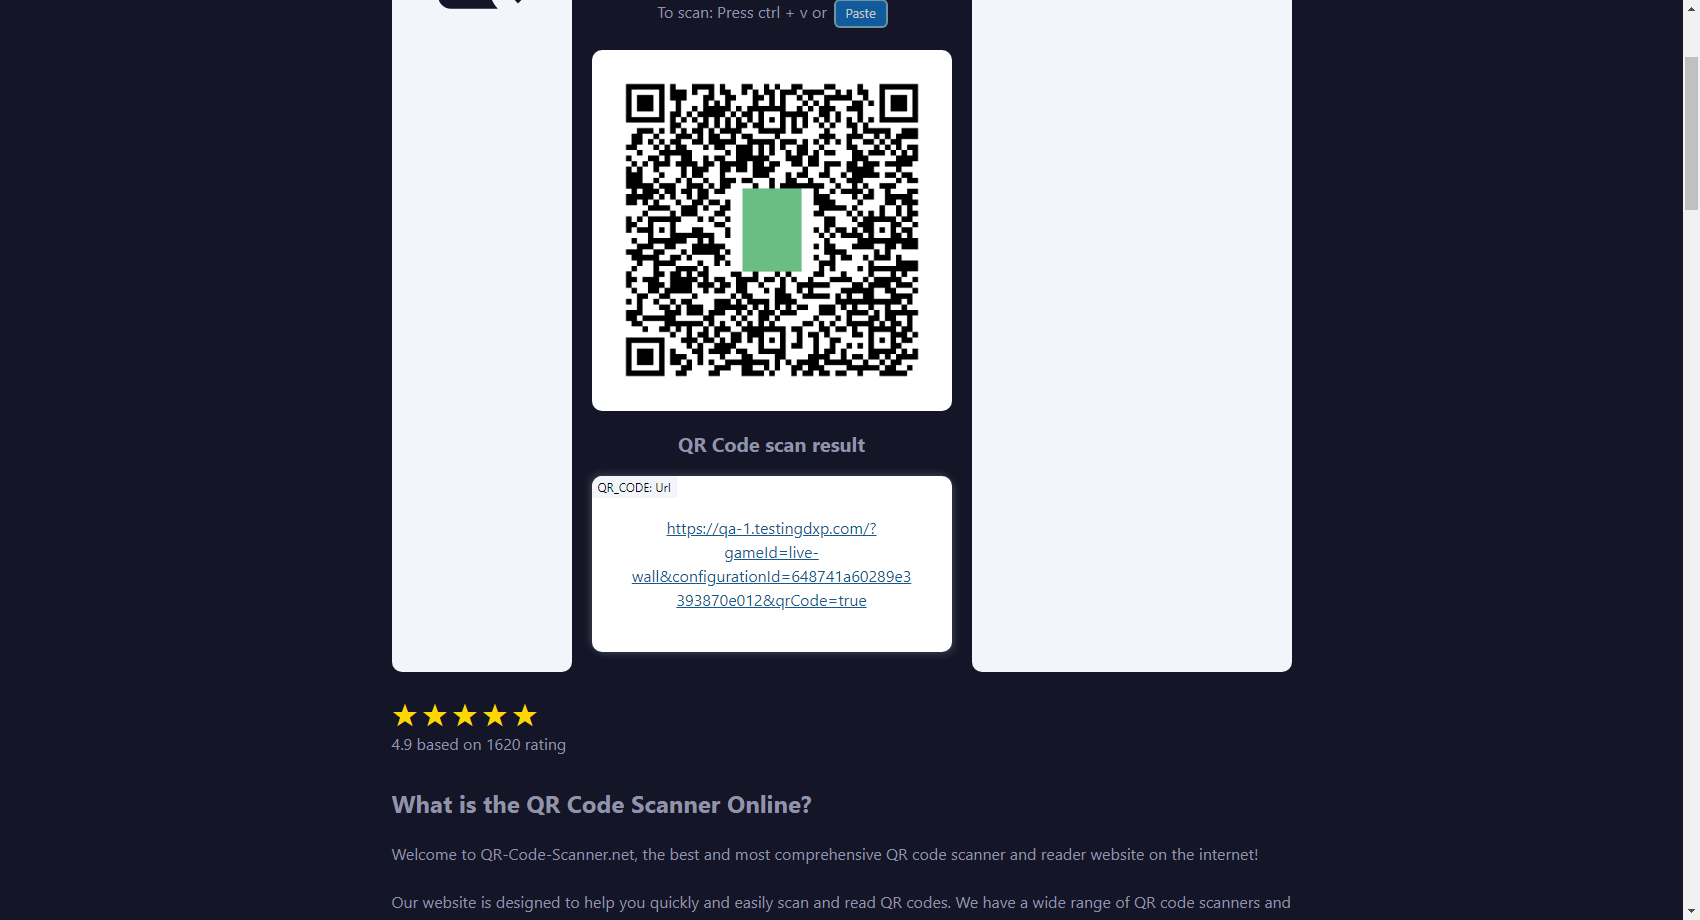 To scan: Press ctrl + v or Paste
QR Code scan result
QR_CODE: Url
https://qa-1.testingdxp.com/?
gameId=live-
wall&configurationId=648741a60289e3
393870e012&qrCode=true
4.9 based on 1620 rating
What is the QR Code Scanner Online?
Welcome to QR-Code-Scanner.net, the best and most comprehensive QR code scanner and reader website on the internet!
Our website is designed to help you quickly and easily scan and read QR codes. We have a wide range of QR code scanners and